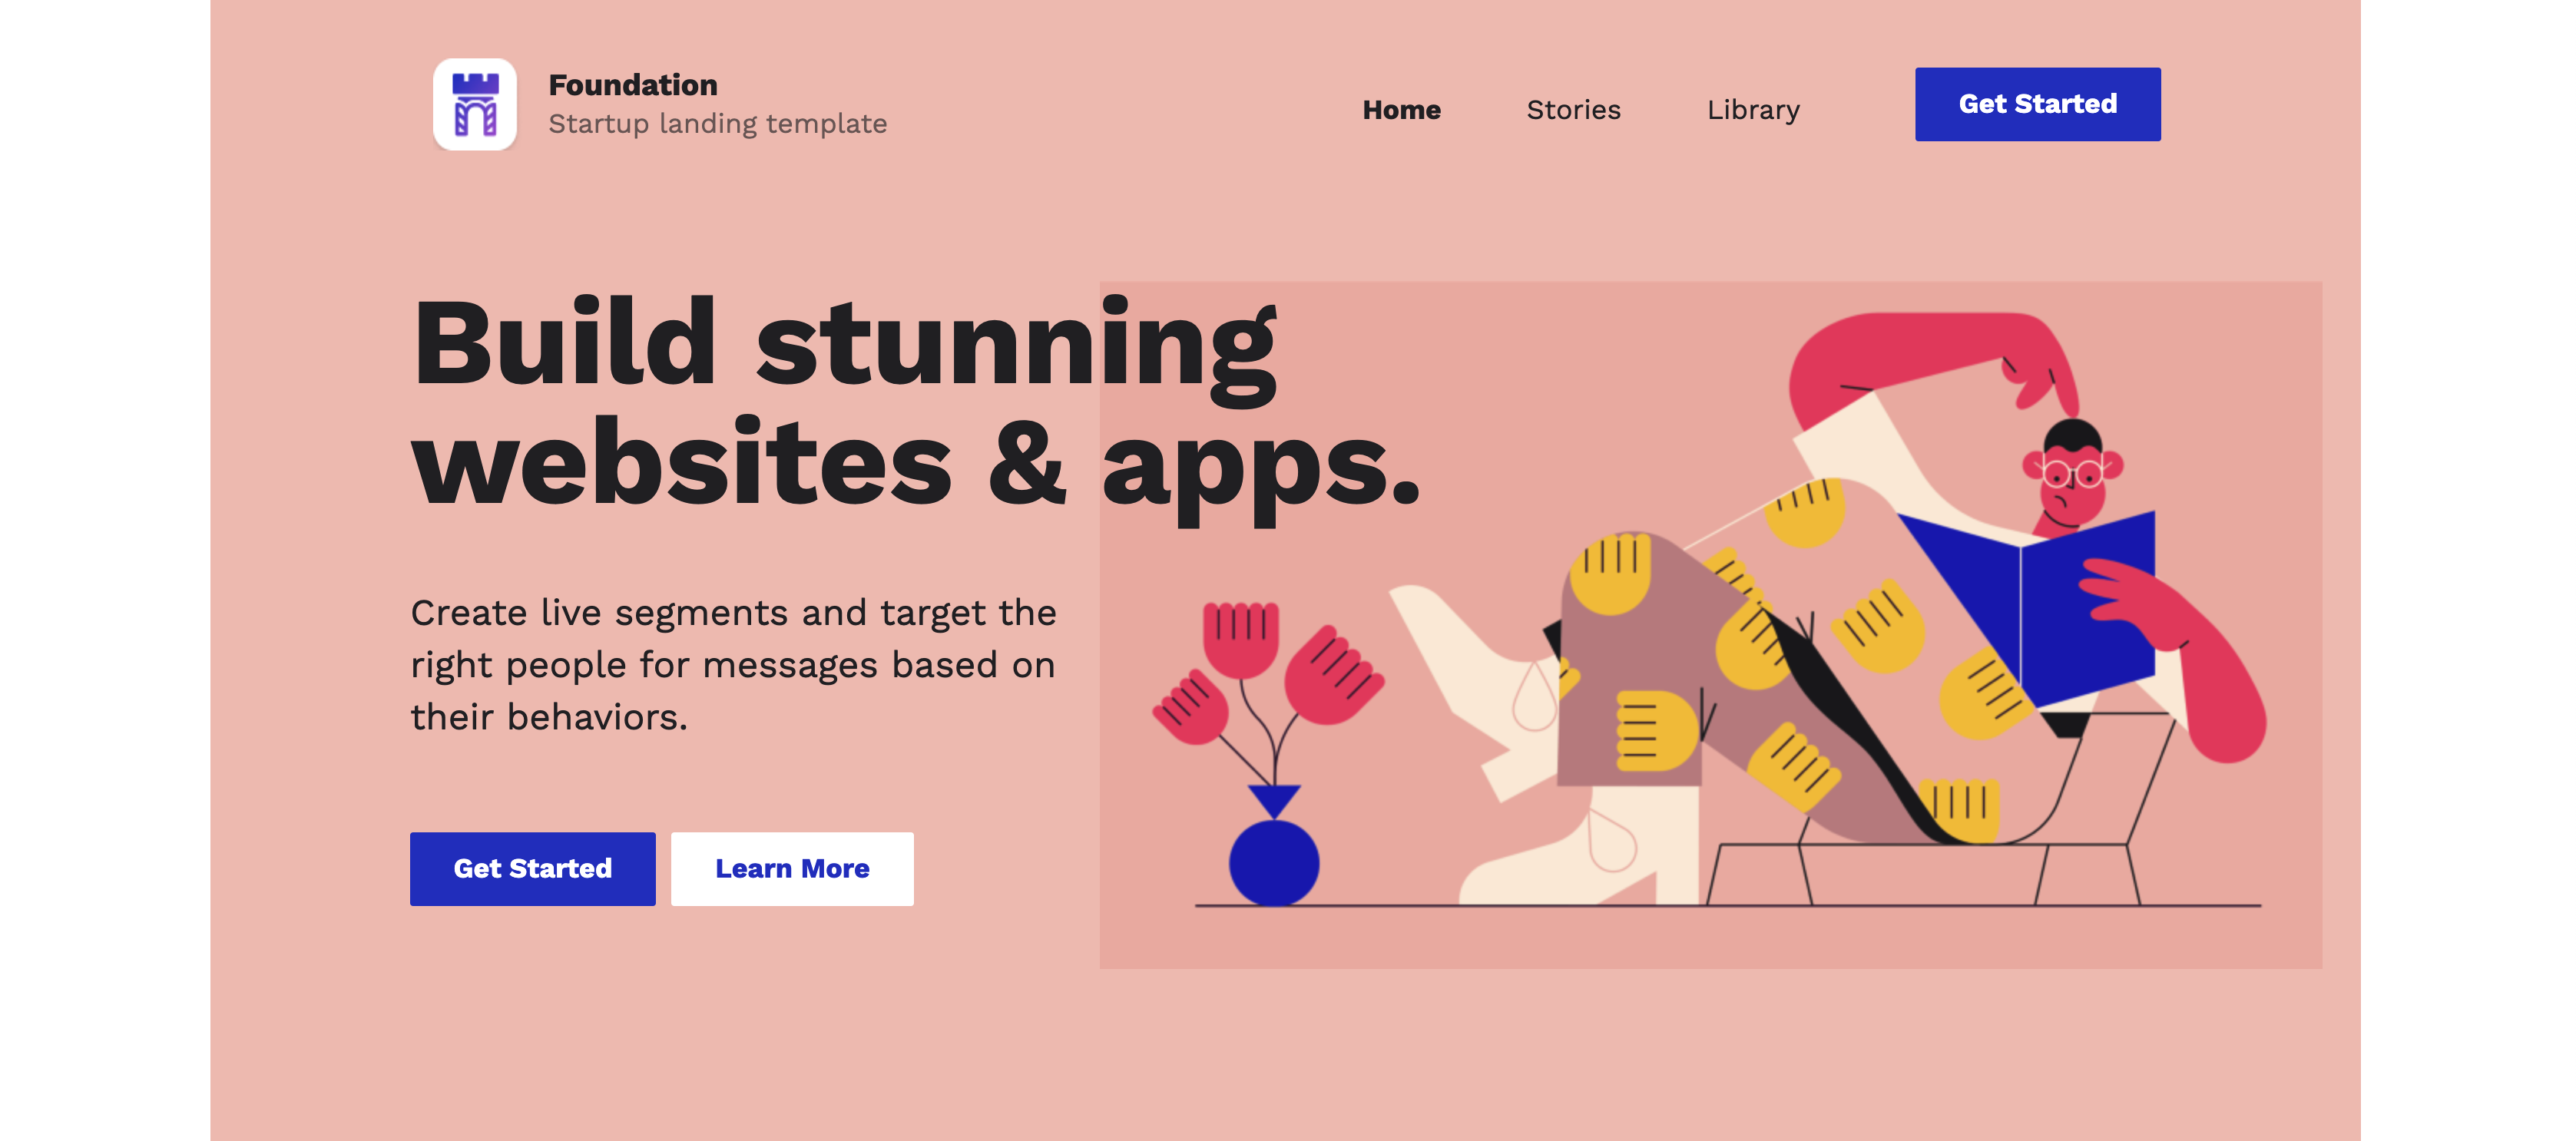 Foundation
Startup landing template
Home Stories Library Get Started
Build stunning
websites & apps.
Create live segments and target the
right people for messages based on
their behaviors.
Get Started Learn More